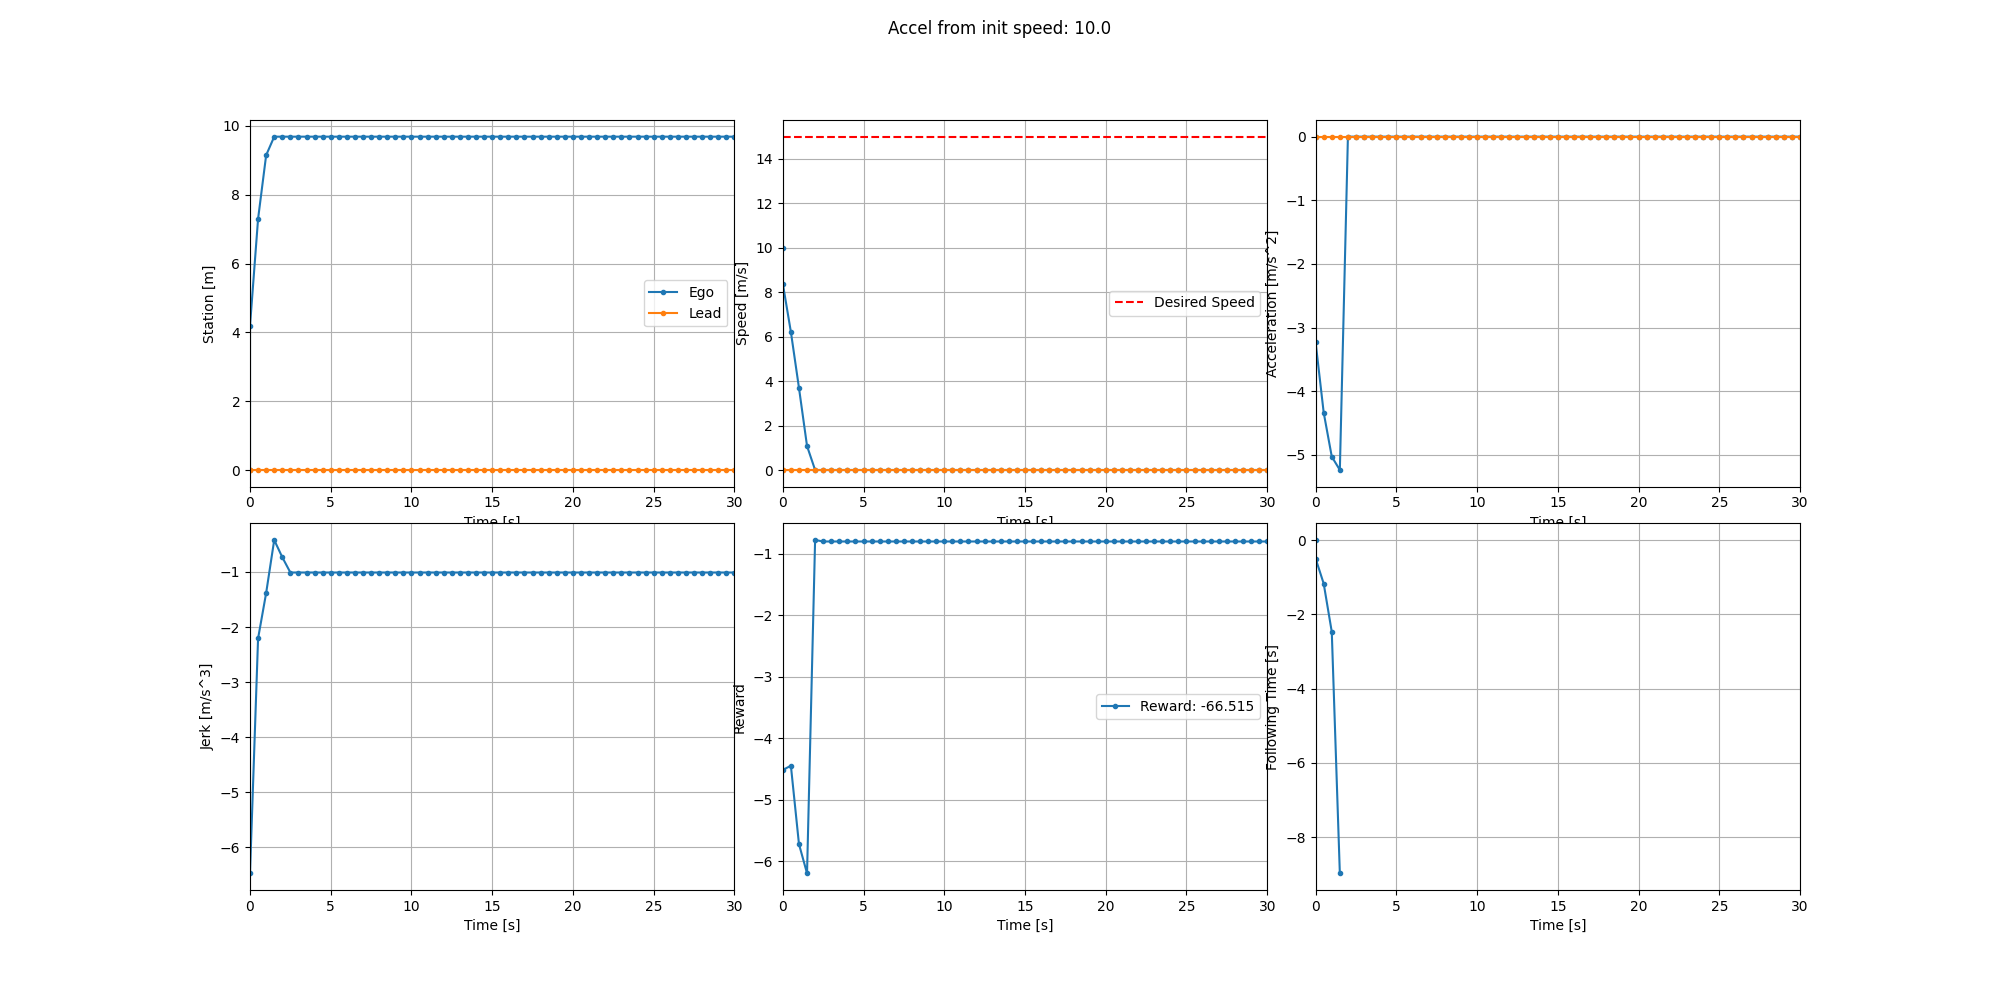 Accel from init speed: 10.0
Station [m]
10
8
6
4
2
0
Ego
Lead
0 5 10 15 20 25 30
Time [s]
Speed [m/s]
14
12
10
8
6
4
2
0
Desired Speed
0 5 10 15 20 25 30
Time [s]
Acceleration [m/s^2]
0
−1
−2
−3
−4
−5
0 5 10 15 20 25 30
Time [s]
Jerk [m/s^3]
−1
−2
−3
−4
−5
−6
0 5 10 15 20 25 30
Time [s]
Reward
−1
−2
−3
−4
−5
−6
Reward: -66.515
0 5 10 15 20 25 30
Time [s]
Following Time [s]
0
−2
−4
−6
−8
0 5 10 15 20 25 30
Time [s]